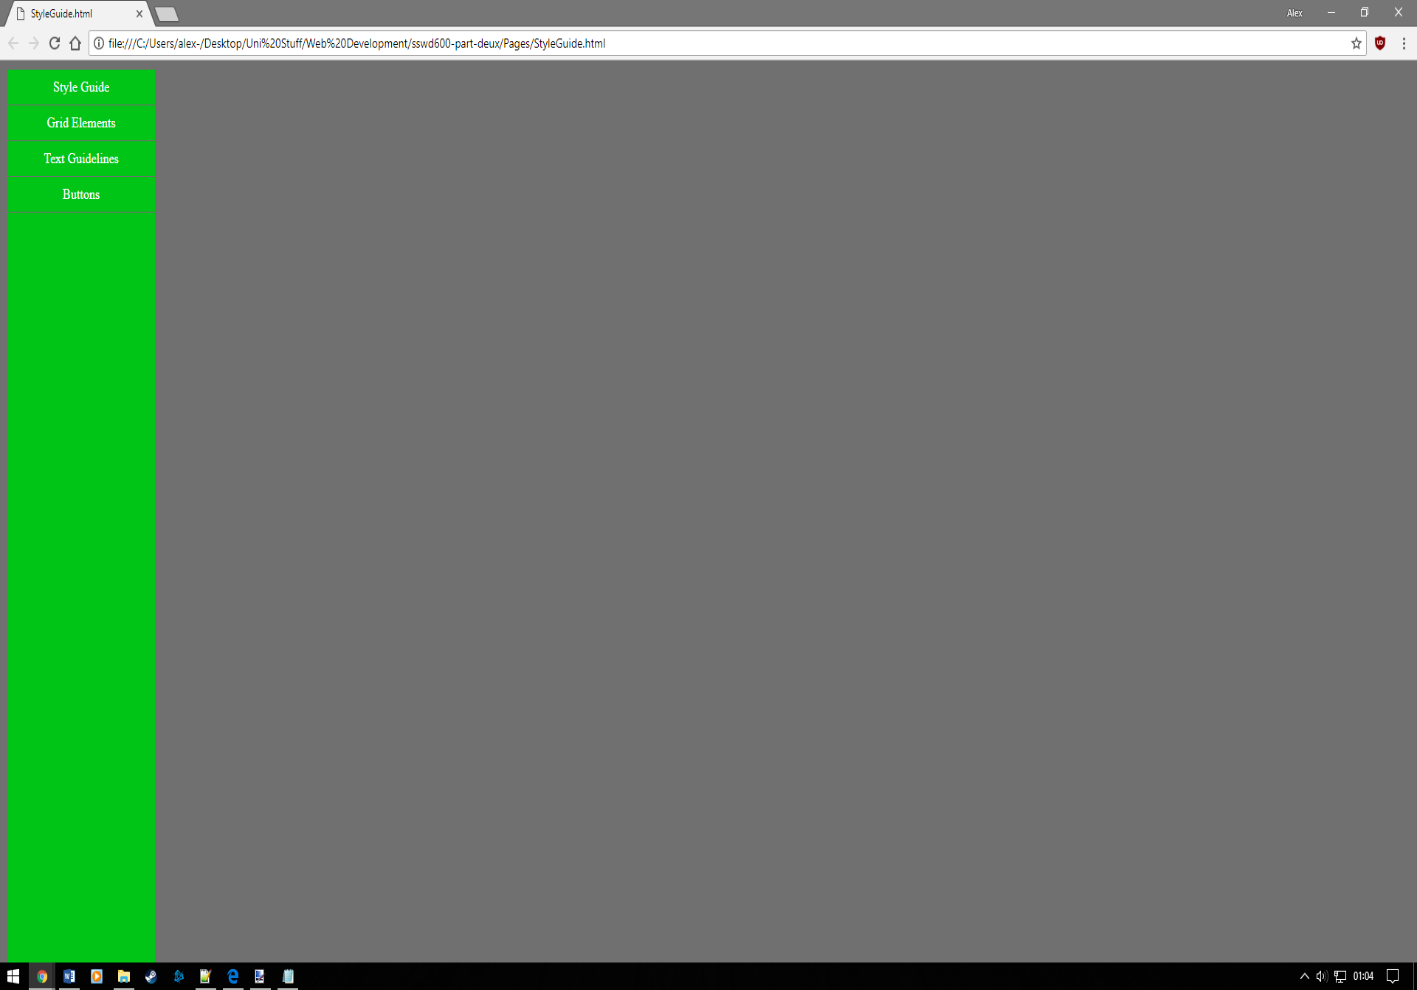 StyleGuide.html
Alex
file:///C:/Users/alex-/Desktop/Uni%20Stuff/Web%20Development/sswd600-part-deux/Pages/StyleGuide.html
Style Guide
Grid Elements
Text Guidelines
Buttons
01:04